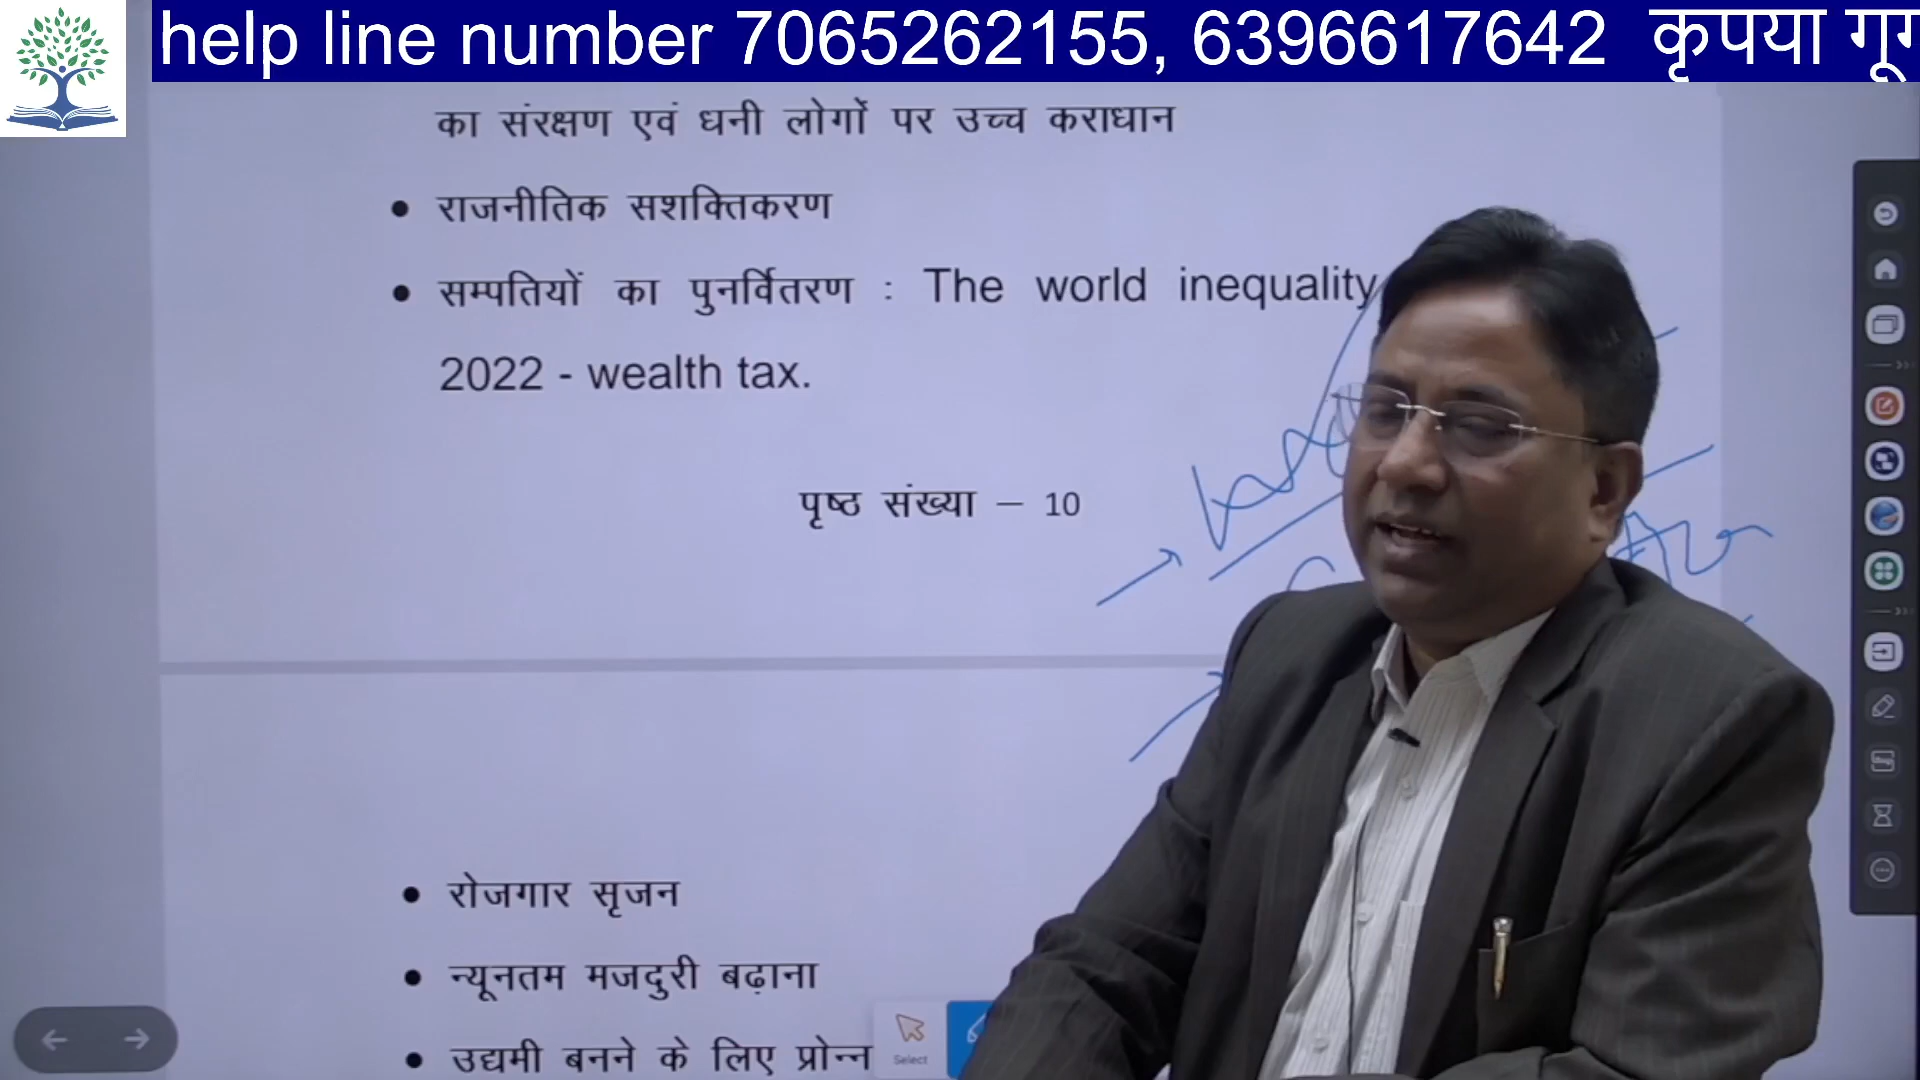 help line number 7065262155, 6396617642 कृपया गूग
का संरक्षण एवं धनी लोगों पर उच्च कराधान
• राजनीतिक सशक्तिकरण
• सम्पतियों का पुनर्वितरण : The world inequality
2022 - wealth tax.
पृष्ठ संख्या – 10
• रोजगार सृजन
• न्यूनतम मजदुरी बढ़ाना
• उद्यमी बनने के लिए प्रोन्न
Select